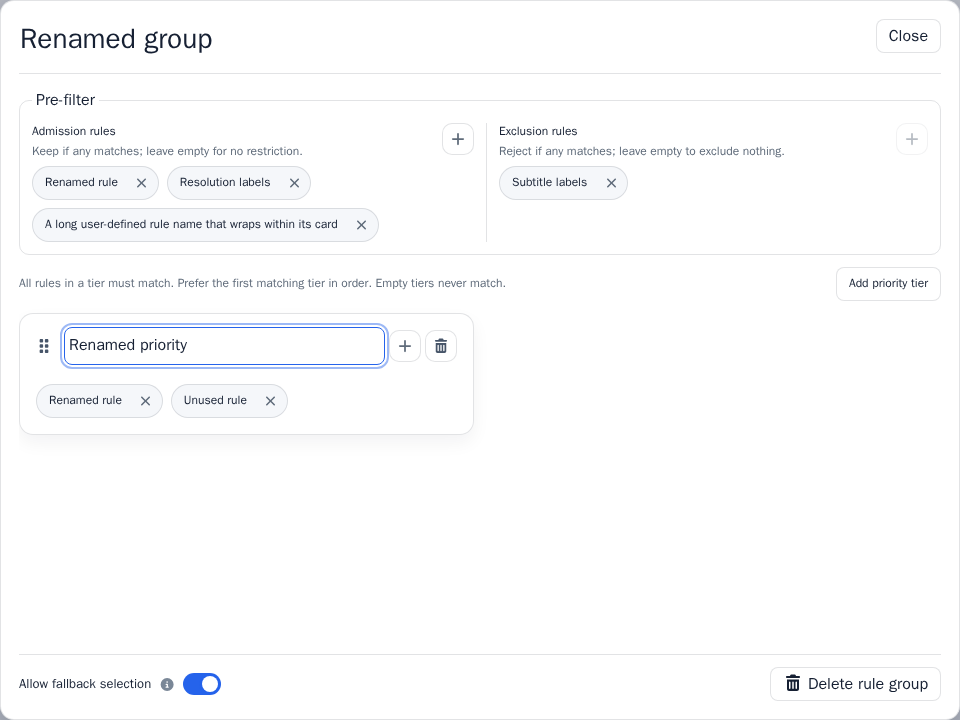 Renamed group
Close
Pre-filter
Admission rules
Keep if any matches; leave empty for no restriction.
Renamed rule
Resolution labels
A long user-defined rule name that wraps within its card
Exclusion rules
Reject if any matches; leave empty to exclude nothing.
Subtitle labels
All rules in a tier must match. Prefer the first matching tier in order. Empty tiers never match.
Add priority tier
Renamed priority
Renamed rule
Unused rule
Allow fallback selection
Delete rule group